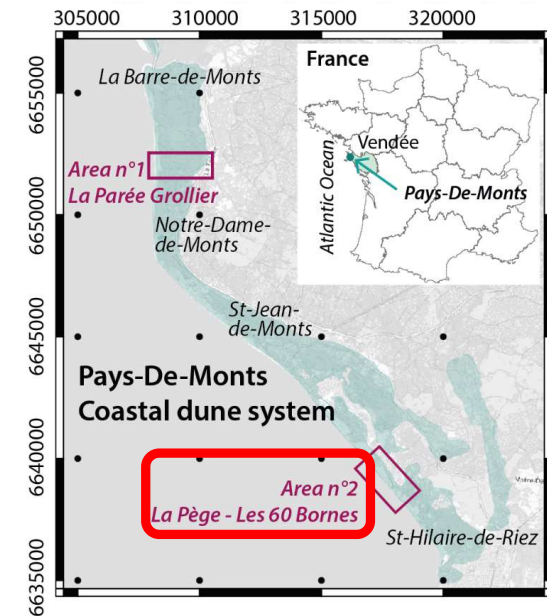 305000 310000 315000 320000
6655000
6650000
6645000
6640000
6635000
La Barre-de-Monts
France
Vendée
Atlantic Ocean
Pays-De-Monts
Area n°1
La Parée Grollier
Notre-Dame-
de-Monts
St-Jean-
de-Monts
Pays-De-Monts
Coastal dune system
Area n°2
La Pège - Les 60 Bornes
St-Hilaire-de-Riez